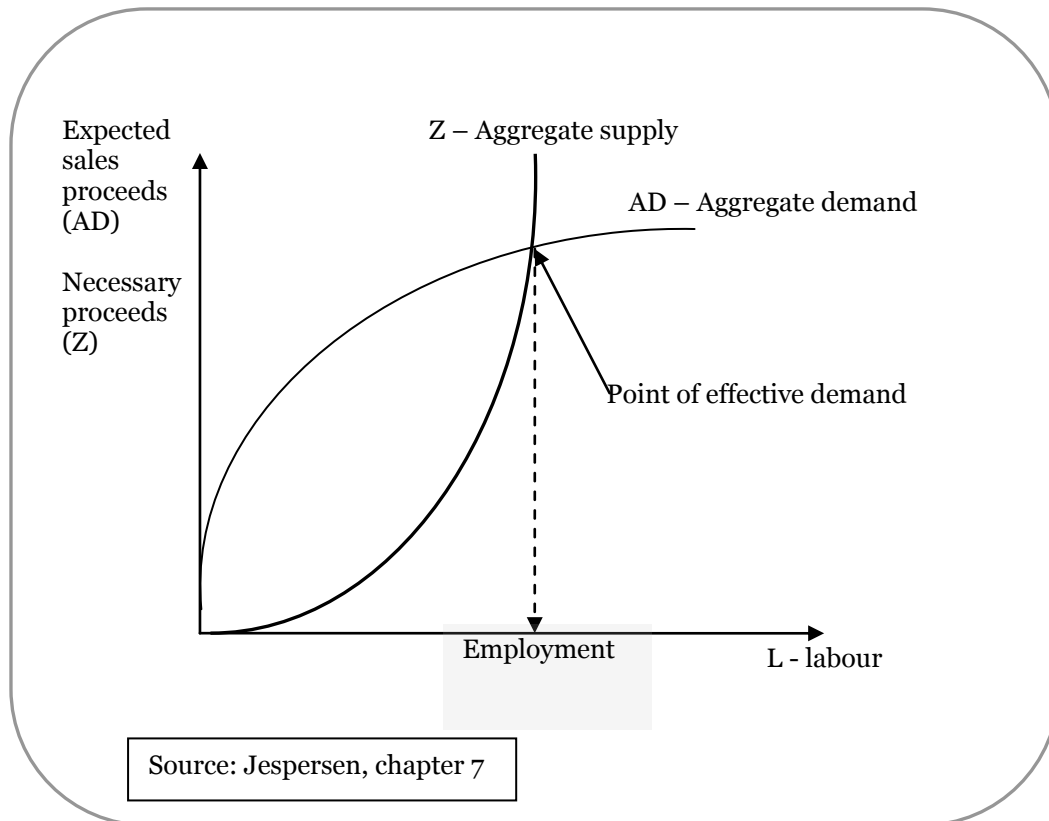 Expected
sales
proceeds
(AD)
Necessary
proceeds
(Z)
Z – Aggregate supply
AD – Aggregate demand
Point of effective demand
Employment
L - labour
Source: Jespersen, chapter 7